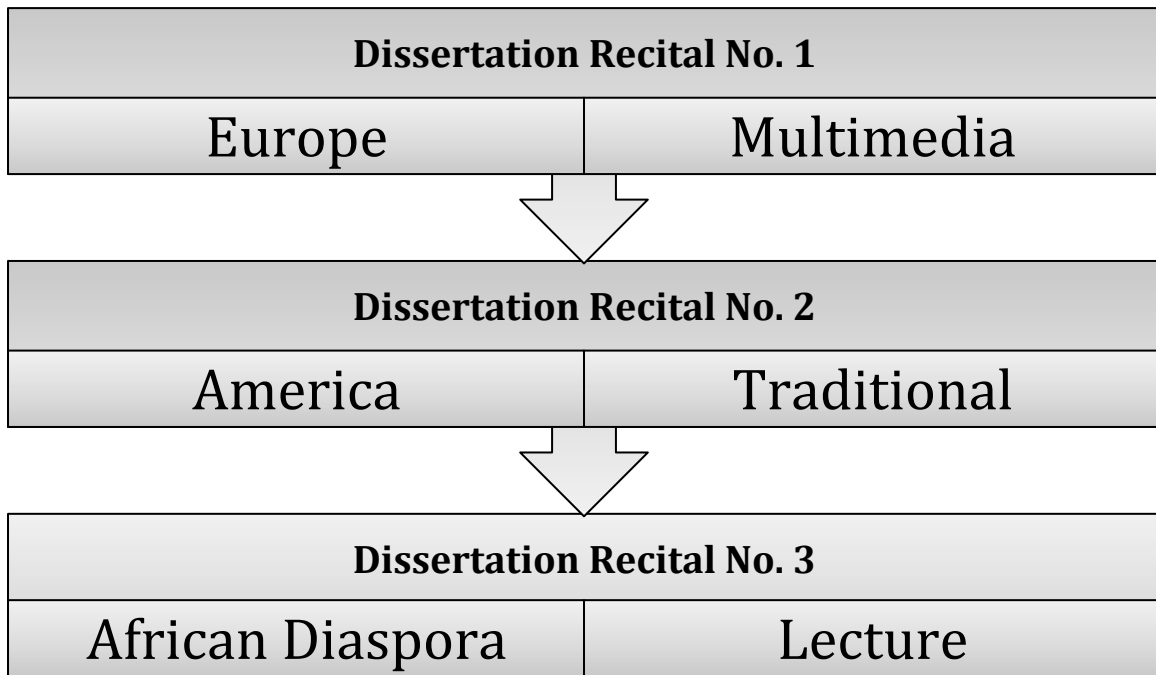 Dissertation Recital No. 1
Europe Multimedia
Dissertation Recital No. 2
America Traditional
Dissertation Recital No. 3
African Diaspora Lecture